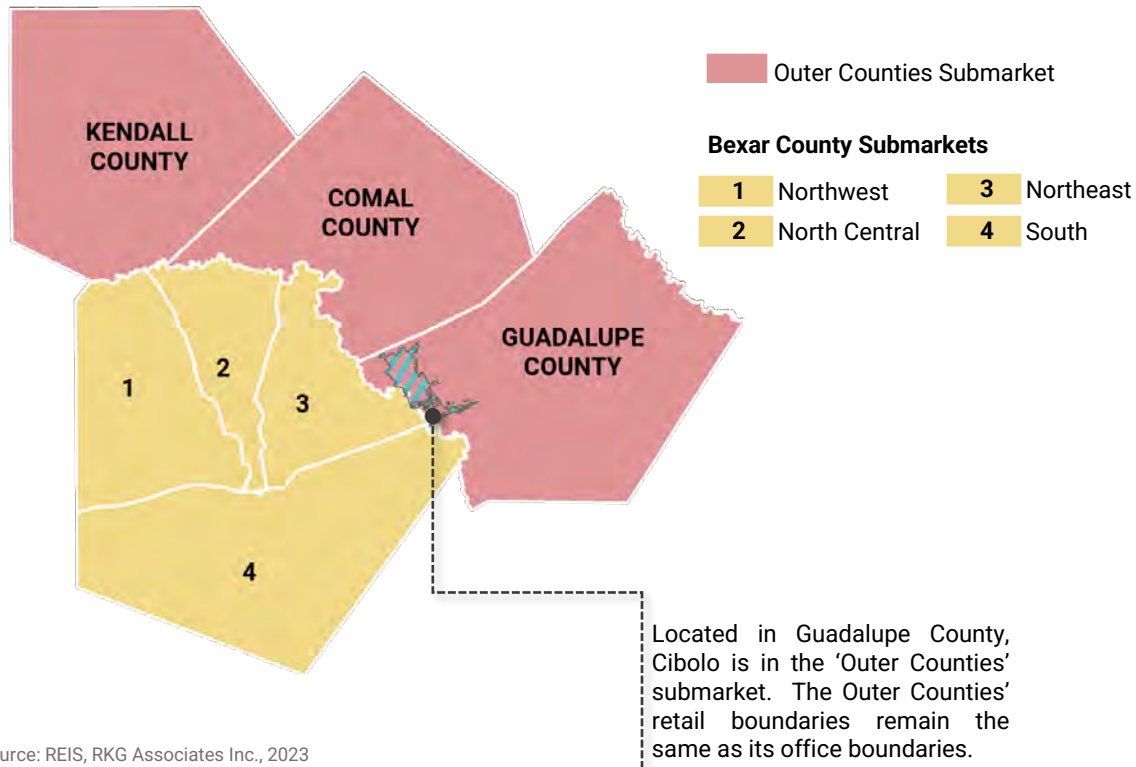 KENDALL
COUNTY
COMAL
COUNTY
GUADALUPE
COUNTY
1
2
3
4
Outer Counties Submarket
Bexar County Submarkets
1 Northwest
3 Northeast
2 North Central
4 South
Located in Guadalupe County,
Cibolo is in the ‘Outer Counties’
submarket. The Outer Counties’
retail boundaries remain the
same as its office boundaries.
urce: REIS, RKG Associates Inc., 2023